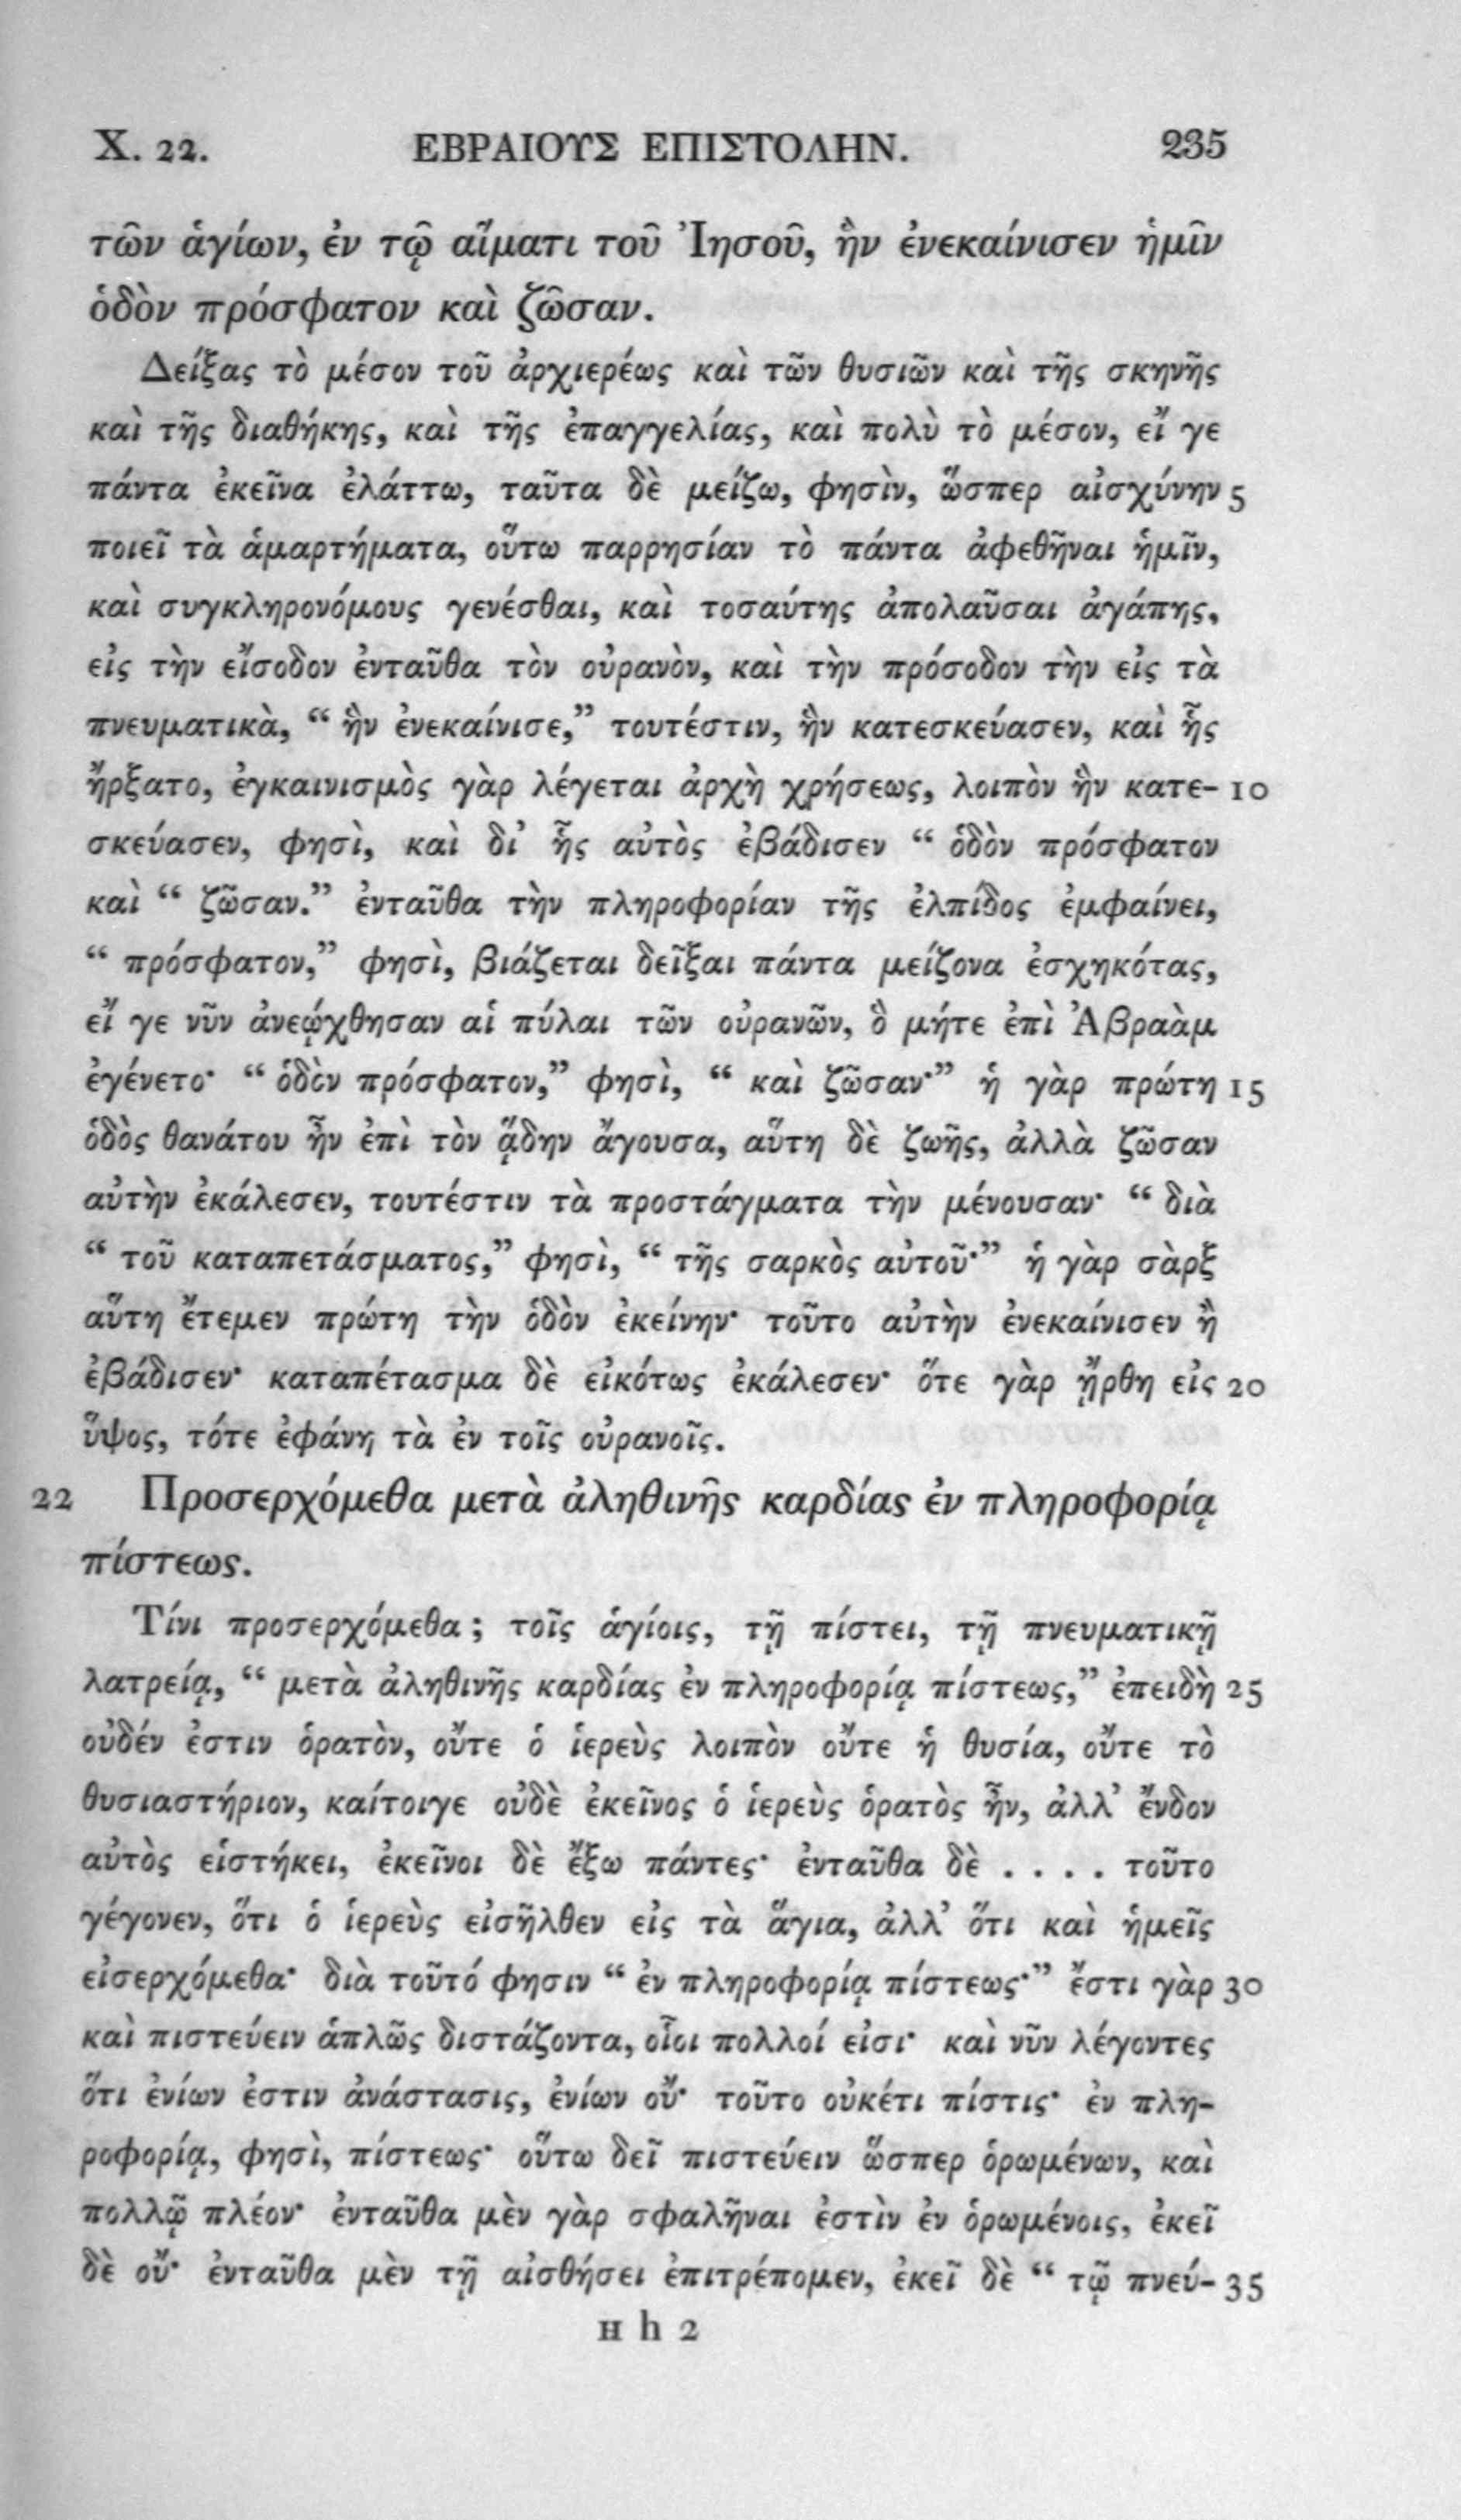 Χ. 22. ΕΒΡΑΙΟΥΣ ΕΠΙΣΤΟΛΗΝ. 235
τῶν ἁγίων, ἐν τῷ αἵματι τοῦ Ἰησοῦ, ἣν ἐνεκαίνισεν ἡμῖν
ὁδὸν πρόσφατον καὶ ζῶσαν.
Δείξας τὸ μέσον τοῦ ἀρχιερέως καὶ τῶν θυσιῶν καὶ τῆς σκηνῆς
καὶ τῆς διαθήκης, καὶ τῆς ἐπαγγελίας, καὶ πολὺ τὸ μέσον, εἴ γε
πάντα ἐκεῖνα ἐλάττω, ταῦτα δὲ μείζω, φησὶν, ὥσπερ αἰσχύνην 5
ποιεῖ τὰ ἁμαρτήματα, οὕτω παρρησίαν τὸ πάντα ἀφεθῆναι ἡμῖν,
καὶ συγκληρονόμους γενέσθαι, καὶ τοσαύτης ἀπολαῦσαι ἀγάπης,
εἰς τὴν εἴσοδον ἐνταῦθα τὸν οὐρανὸν, καὶ τὴν πρόσοδον τὴν εἰς τὰ
πνευματικὰ, “ ἣν ἐνεκαίνισε,” τουτέστιν, ἣν κατεσκεύασεν, καὶ ἧς
ἤρξατο, ἐγκαινισμὸς γὰρ λέγεται ἀρχὴ χρήσεως, λοιπὸν ἣν κατε- 10
σκεύασεν, φησὶ, καὶ δι’ ἧς αὐτὸς ἐβάδισεν “ ὁδὸν πρόσφατον
καὶ “ ζῶσαν.” ἐνταῦθα τὴν πληροφορίαν τῆς ἐλπίδος ἐμφαίνει,
“ πρόσφατον,” φησὶ, βιάζεται δεῖξαι πάντα μείζονα ἐσχηκότας,
εἴ γε νῦν ἀνεῴχθησαν αἱ πύλαι τῶν οὐρανῶν, ὃ μήτε ἐπὶ Ἀβραὰμ
ἐγένετο· “ ὁδὸν πρόσφατον,” φησὶ, “ καὶ ζῶσαν·” ἡ γὰρ πρώτη 15
ὁδὸς θανάτου ἦν ἐπὶ τὸν ᾅδην ἄγουσα, αὕτη δὲ ζωῆς, ἀλλὰ ζῶσαν
αὐτὴν ἐκάλεσεν, τουτέστιν τὰ προστάγματα τὴν μένουσαν· “ διὰ
“ τοῦ καταπετάσματος,” φησὶ, “ τῆς σαρκὸς αὐτοῦ·” ἡ γὰρ σὰρξ
αὕτη ἔτεμεν πρώτη τὴν ὁδὸν ἐκείνην· τοῦτο αὐτὴν ἐνεκαίνισεν ἢ
ἐβάδισεν· καταπέτασμα δὲ εἰκότως ἐκάλεσεν· ὅτε γὰρ ᾔρθη εἰς 20
ὕψος, τότε ἐφάνη τὰ ἐν τοῖς οὐρανοῖς.
22 Προσερχόμεθα μετὰ ἀληθινῆς καρδίας ἐν πληροφορίᾳ
πίστεως.
Τίνι προσερχόμεθα ; τοῖς ἁγίοις, τῇ πίστει, τῇ πνευματικῇ
λατρείᾳ, “ μετὰ ἀληθινῆς καρδίας ἐν πληροφορίᾳ πίστεως,” ἐπειδὴ 25
οὐδέν ἐστιν ὁρατὸν, οὔτε ὁ ἱερεὺς λοιπὸν οὔτε ἡ θυσία, οὔτε τὸ
θυσιαστήριον, καίτοιγε οὐδὲ ἐκεῖνος ὁ ἱερεὺς ὁρατὸς ἦν, ἀλλ’ ἔνδον
αὐτὸς εἱστήκει, ἐκεῖνοι δὲ ἔξω πάντες· ἐνταῦθα δὲ . . . . τοῦτο
γέγονεν, ὅτι ὁ ἱερεὺς εἰσῆλθεν εἰς τὰ ἅγια, ἀλλ’ ὅτι καὶ ἡμεῖς
εἰσερχόμεθα· διὰ τοῦτό φησιν “ ἐν πληροφορίᾳ πίστεως·” ἔστι γὰρ 30
καὶ πιστεύειν ἁπλῶς διστάζοντα, οἷοι πολλοί εἰσι· καὶ νῦν λέγοντες
ὅτι ἐνίων ἐστιν ἀνάστασις, ἐνίων οὔ· τοῦτο οὐκέτι πίστις· ἐν πλη-
ροφορίᾳ, φησὶ, πίστεως· οὕτω δεῖ πιστεύειν ὥσπερ ὁρωμένων, καὶ
πολλῷ πλέον· ἐνταῦθα μὲν γὰρ σφαλῆναι ἐστὶν ἐν ὁρωμένοις, ἐκεῖ
δὲ οὔ· ἐνταῦθα μὲν τῇ αἰσθήσει ἐπιτρέπομεν, ἐκεῖ δὲ “ τῷ πνεύ- 35
H h 2